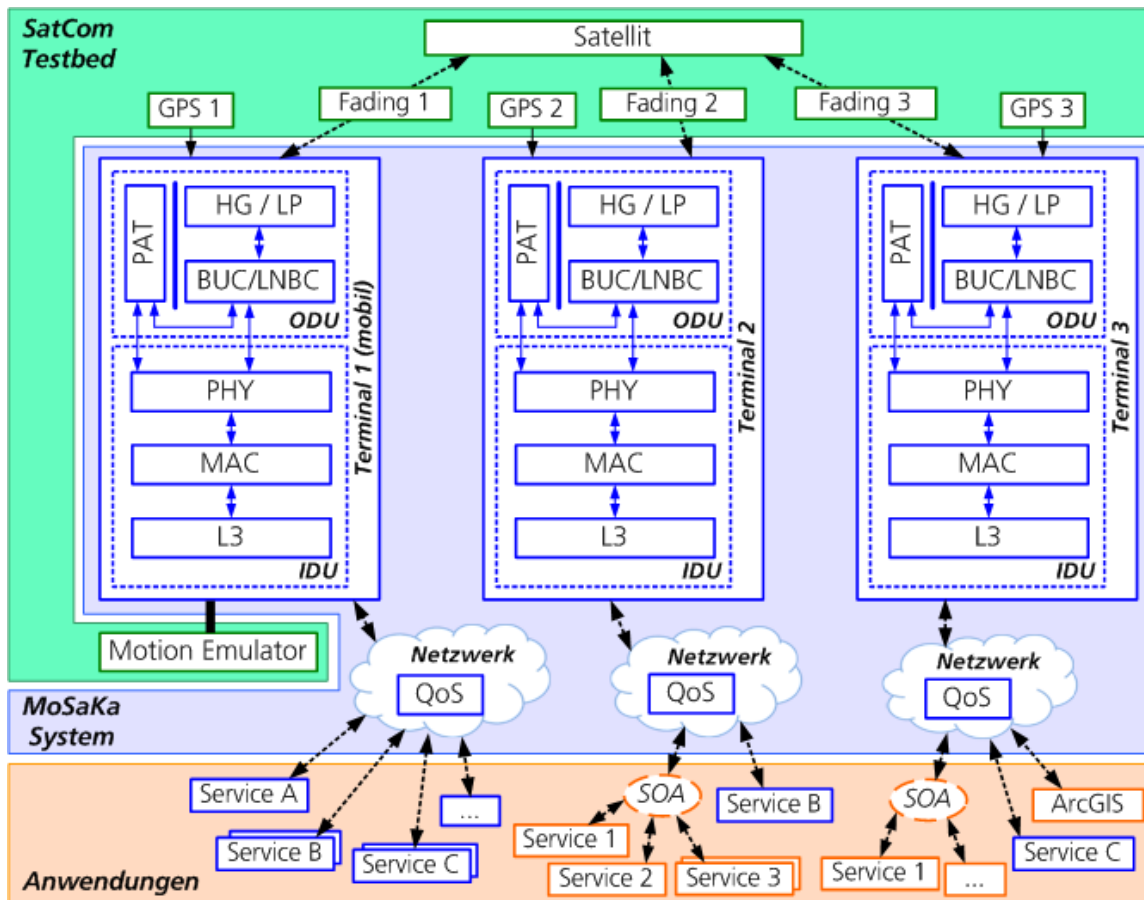 SatCom
Testbed
Satellit
GPS 1
Fading 1
GPS 2
Fading 2
Fading 3
GPS 3
PAT
HG / LP
BUC/LNBC
ODU
PHY
MAC
L3
IDU
Terminal 1 (mobil)
PAT
HG / LP
BUC/LNBC
ODU
PHY
MAC
L3
IDU
Terminal 2
PAT
HG / LP
BUC/LNBC
ODU
PHY
MAC
L3
IDU
Terminal 3
Motion Emulator
Netzwerk
QoS
Netzwerk
QoS
Netzwerk
QoS
MoSaKa
System
Service A
Service B
Service C
...
SOA
Service B
Service 1
Service 2
Service 3
SOA
ArcGIS
Service C
Service 1
...
Anwendungen